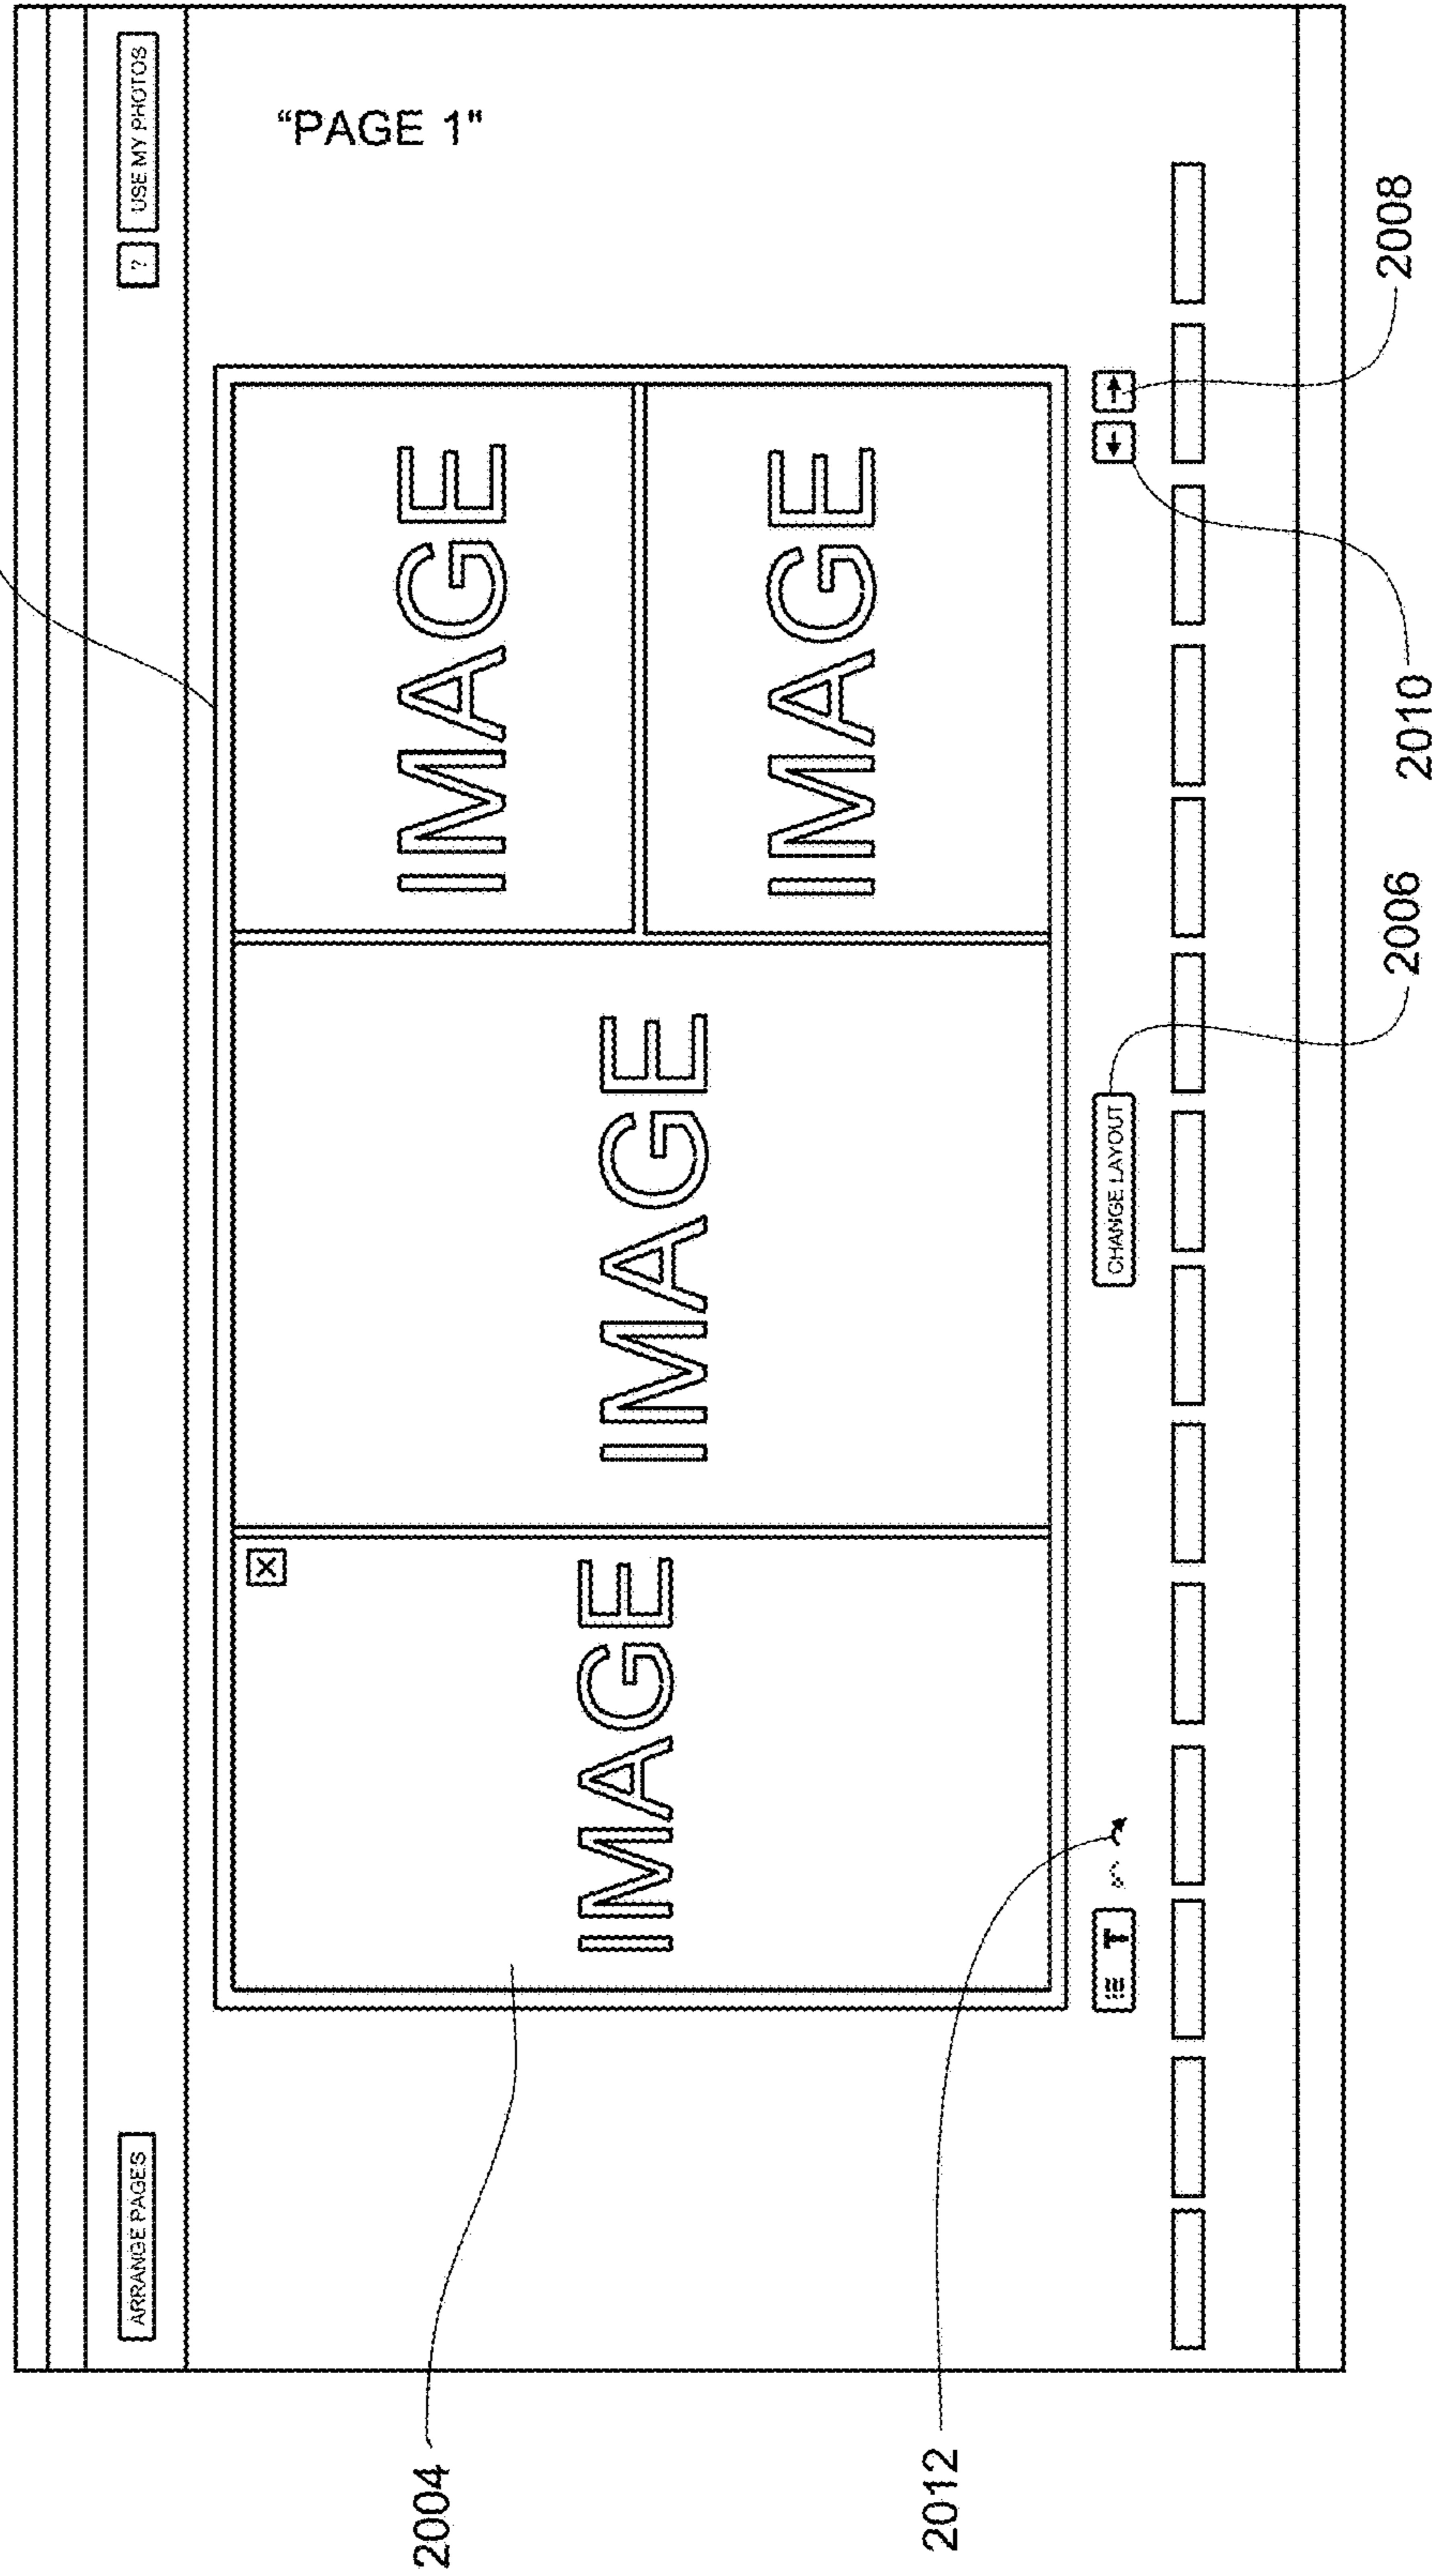 ARRANGE PAGES
?
USE MY PHOTOS
"PAGE 1"
X
IMAGE
IMAGE
IMAGE
IMAGE
2004
T
CHANGE LAYOUT
2012
2006
2010
2008